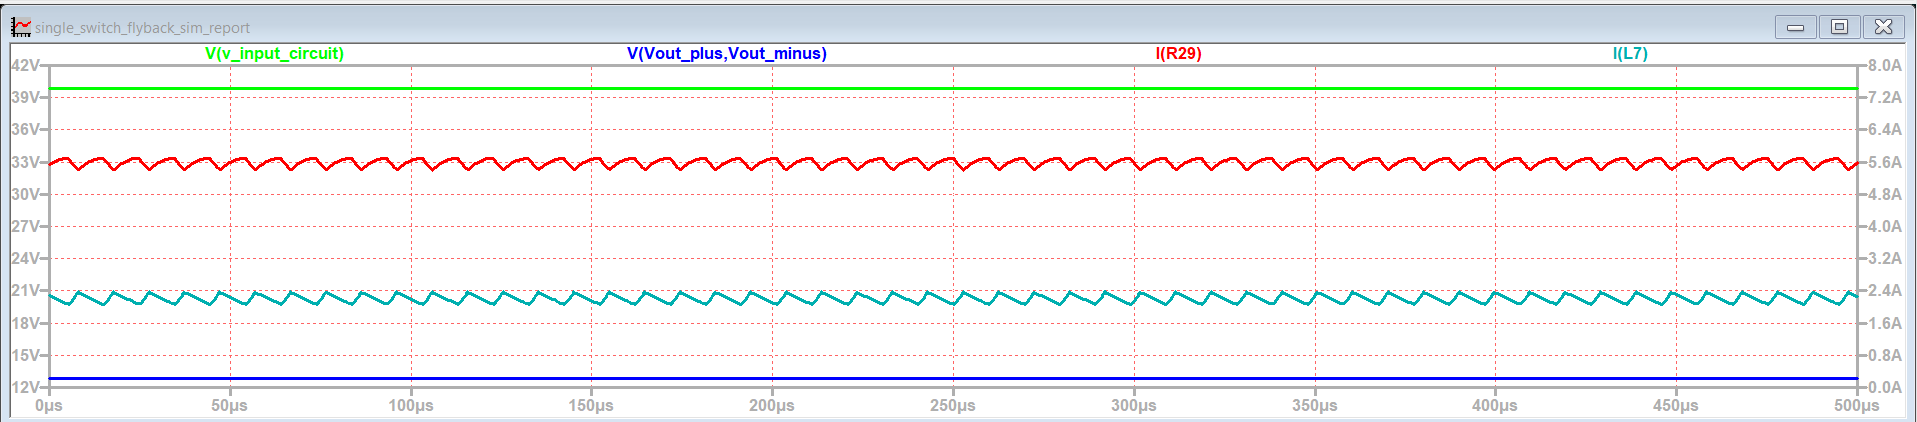 single_switch_flyback_sim_report
V(v_input_circuit) V(Vout_plus,Vout_minus) I(R29) I(L7)
42V 8.0A
39V 7.2A
36V 6.4A
33V 5.6A
30V 4.8A
27V 4.0A
24V 3.2A
21V 2.4A
18V 1.6A
15V 0.8A
12V 0.0A
0µs 50µs 100µs 150µs 200µs 250µs 300µs 350µs 400µs 450µs 500µs